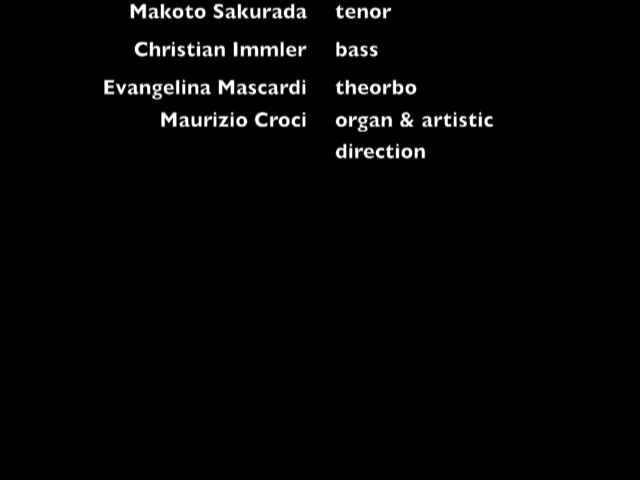 Makoto Sakurada tenor
Christian Immler bass
Evangelina Mascardi theorbo
Maurizio Croci organ & artistic
direction